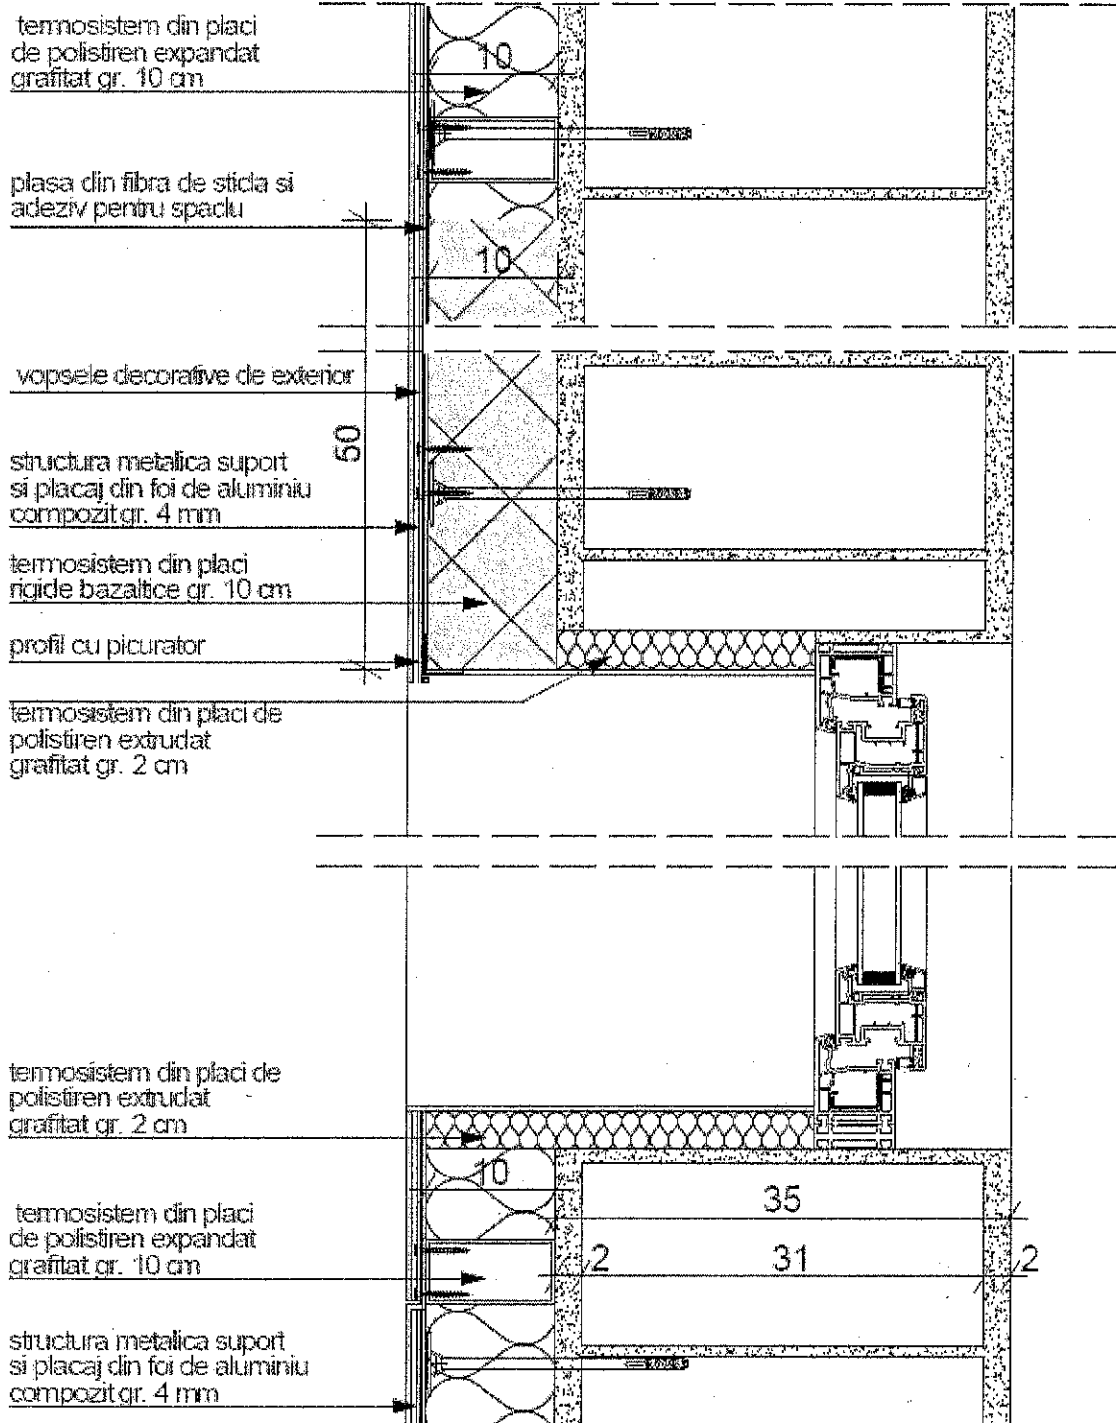 termosistem din placi
de polistiren expandat
grafitat gr. 10 cm
10
plasa din fibra de sticla si
adeziv pentru spaclu
10
vopsele decorative de exterior
50
structura metalica suport
si placaj din foi de aluminiu
compozit gr. 4 mm
termosistem din placi
rigide bazaltice gr. 10 cm
profil cu picurator
termosistem din placi de
polistiren extrudat
grafitat gr. 2 cm
termosistem din placi de
polistiren extrudat
grafitat gr. 2 cm
10
35
termosistem din placi
de polistiren expandat
grafitat gr. 10 cm
2 31 2
structura metalica suport
si placaj din foi de aluminiu
compozit gr. 4 mm